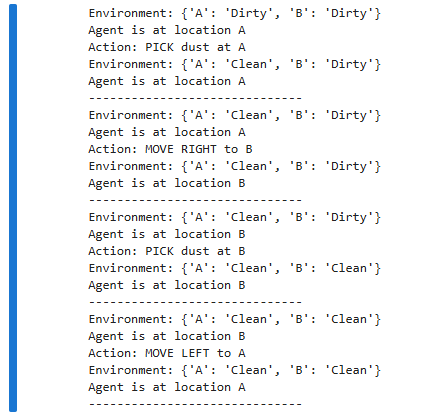 Environment: {'A': 'Dirty', 'B': 'Dirty'}
Agent is at location A
Action: PICK dust at A
Environment: {'A': 'Clean', 'B': 'Dirty'}
Agent is at location A
------------------------------
Environment: {'A': 'Clean', 'B': 'Dirty'}
Agent is at location A
Action: MOVE RIGHT to B
Environment: {'A': 'Clean', 'B': 'Dirty'}
Agent is at location B
------------------------------
Environment: {'A': 'Clean', 'B': 'Dirty'}
Agent is at location B
Action: PICK dust at B
Environment: {'A': 'Clean', 'B': 'Clean'}
Agent is at location B
------------------------------
Environment: {'A': 'Clean', 'B': 'Clean'}
Agent is at location B
Action: MOVE LEFT to A
Environment: {'A': 'Clean', 'B': 'Clean'}
Agent is at location A
------------------------------